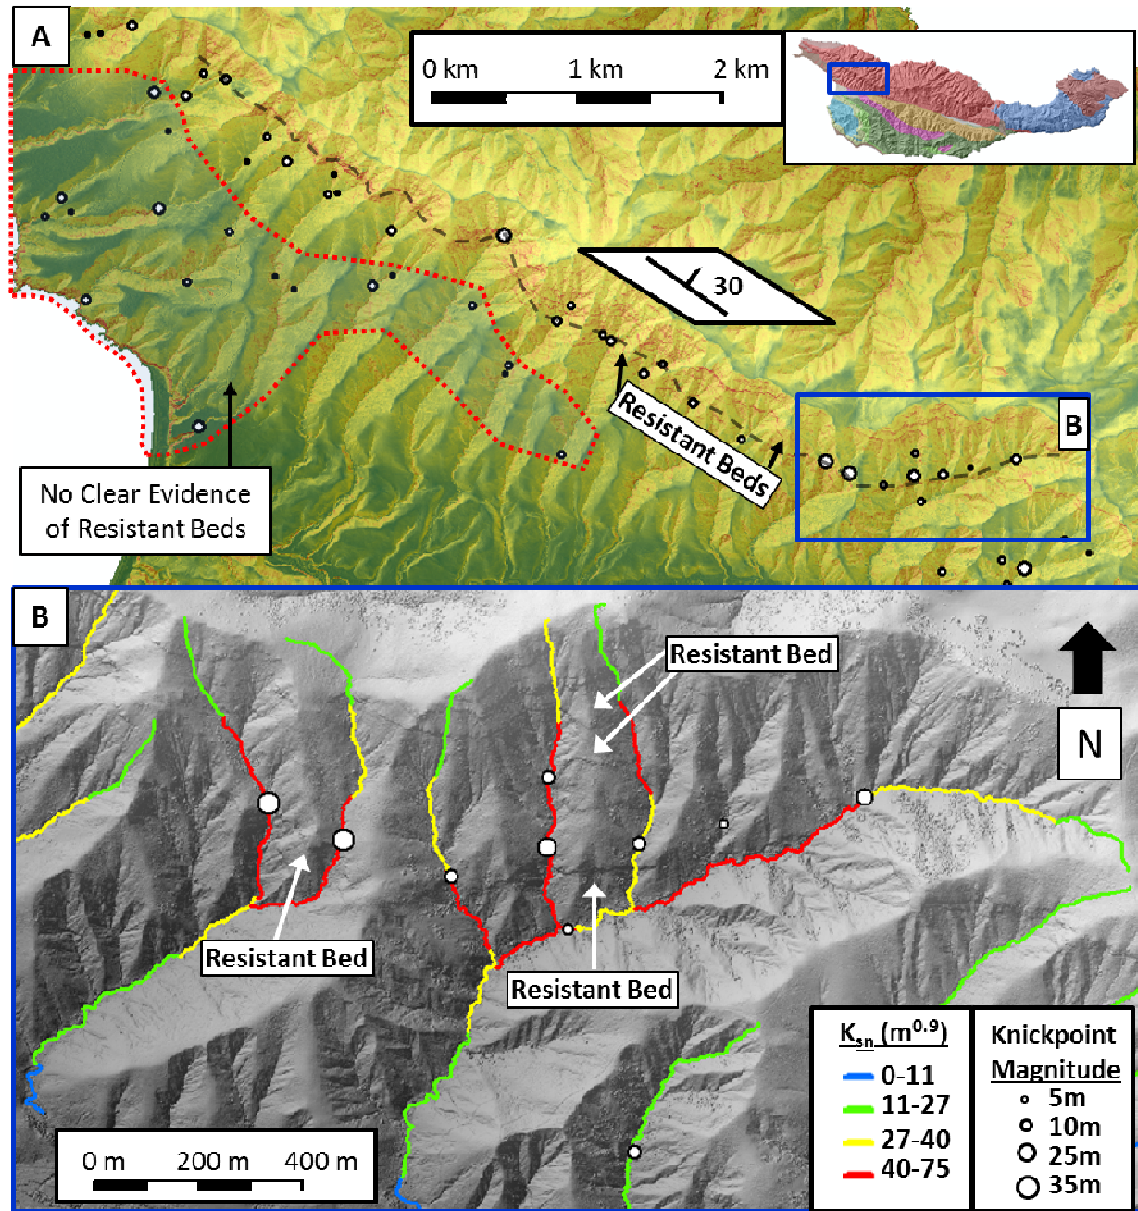 A
0 km 1 km 2 km
30
Resistant Beds
B
No Clear Evidence
of Resistant Beds
B
Resistant Bed
N
Resistant Bed
Resistant Bed
Ksn (m0.9)
0-11
11-27
27-40
40-75
Knickpoint
Magnitude
5m
10m
25m
35m
0 m 200 m 400 m